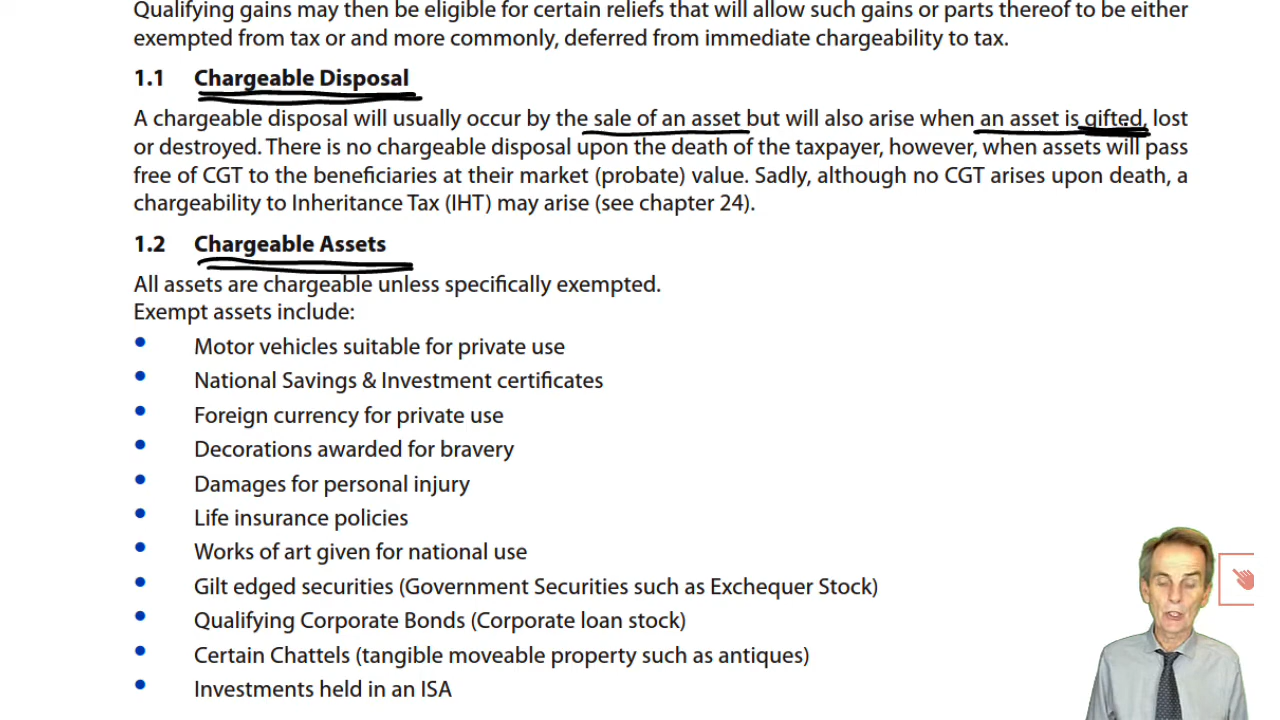 Qualifying gains may then be eligible for certain reliefs that will allow such gains or parts thereof to be either
exempted from tax or and more commonly, deferred from immediate chargeability to tax.
1.1 Chargeable Disposal
A chargeable disposal will usually occur by the sale of an asset but will also arise when an asset is gifted, lost
or destroyed. There is no chargeable disposal upon the death of the taxpayer, however, when assets will pass
free of CGT to the beneficiaries at their market (probate) value. Sadly, although no CGT arises upon death, a
chargeability to Inheritance Tax (IHT) may arise (see chapter 24).
1.2 Chargeable Assets
All assets are chargeable unless specifically exempted.
Exempt assets include:
• Motor vehicles suitable for private use
• National Savings & Investment certificates
• Foreign currency for private use
• Decorations awarded for bravery
• Damages for personal injury
• Life insurance policies
• Works of art given for national use
• Gilt edged securities (Government Securities such as Exchequer Stock)
• Qualifying Corporate Bonds (Corporate loan stock)
• Certain Chattels (tangible moveable property such as antiques)
• Investments held in an ISA